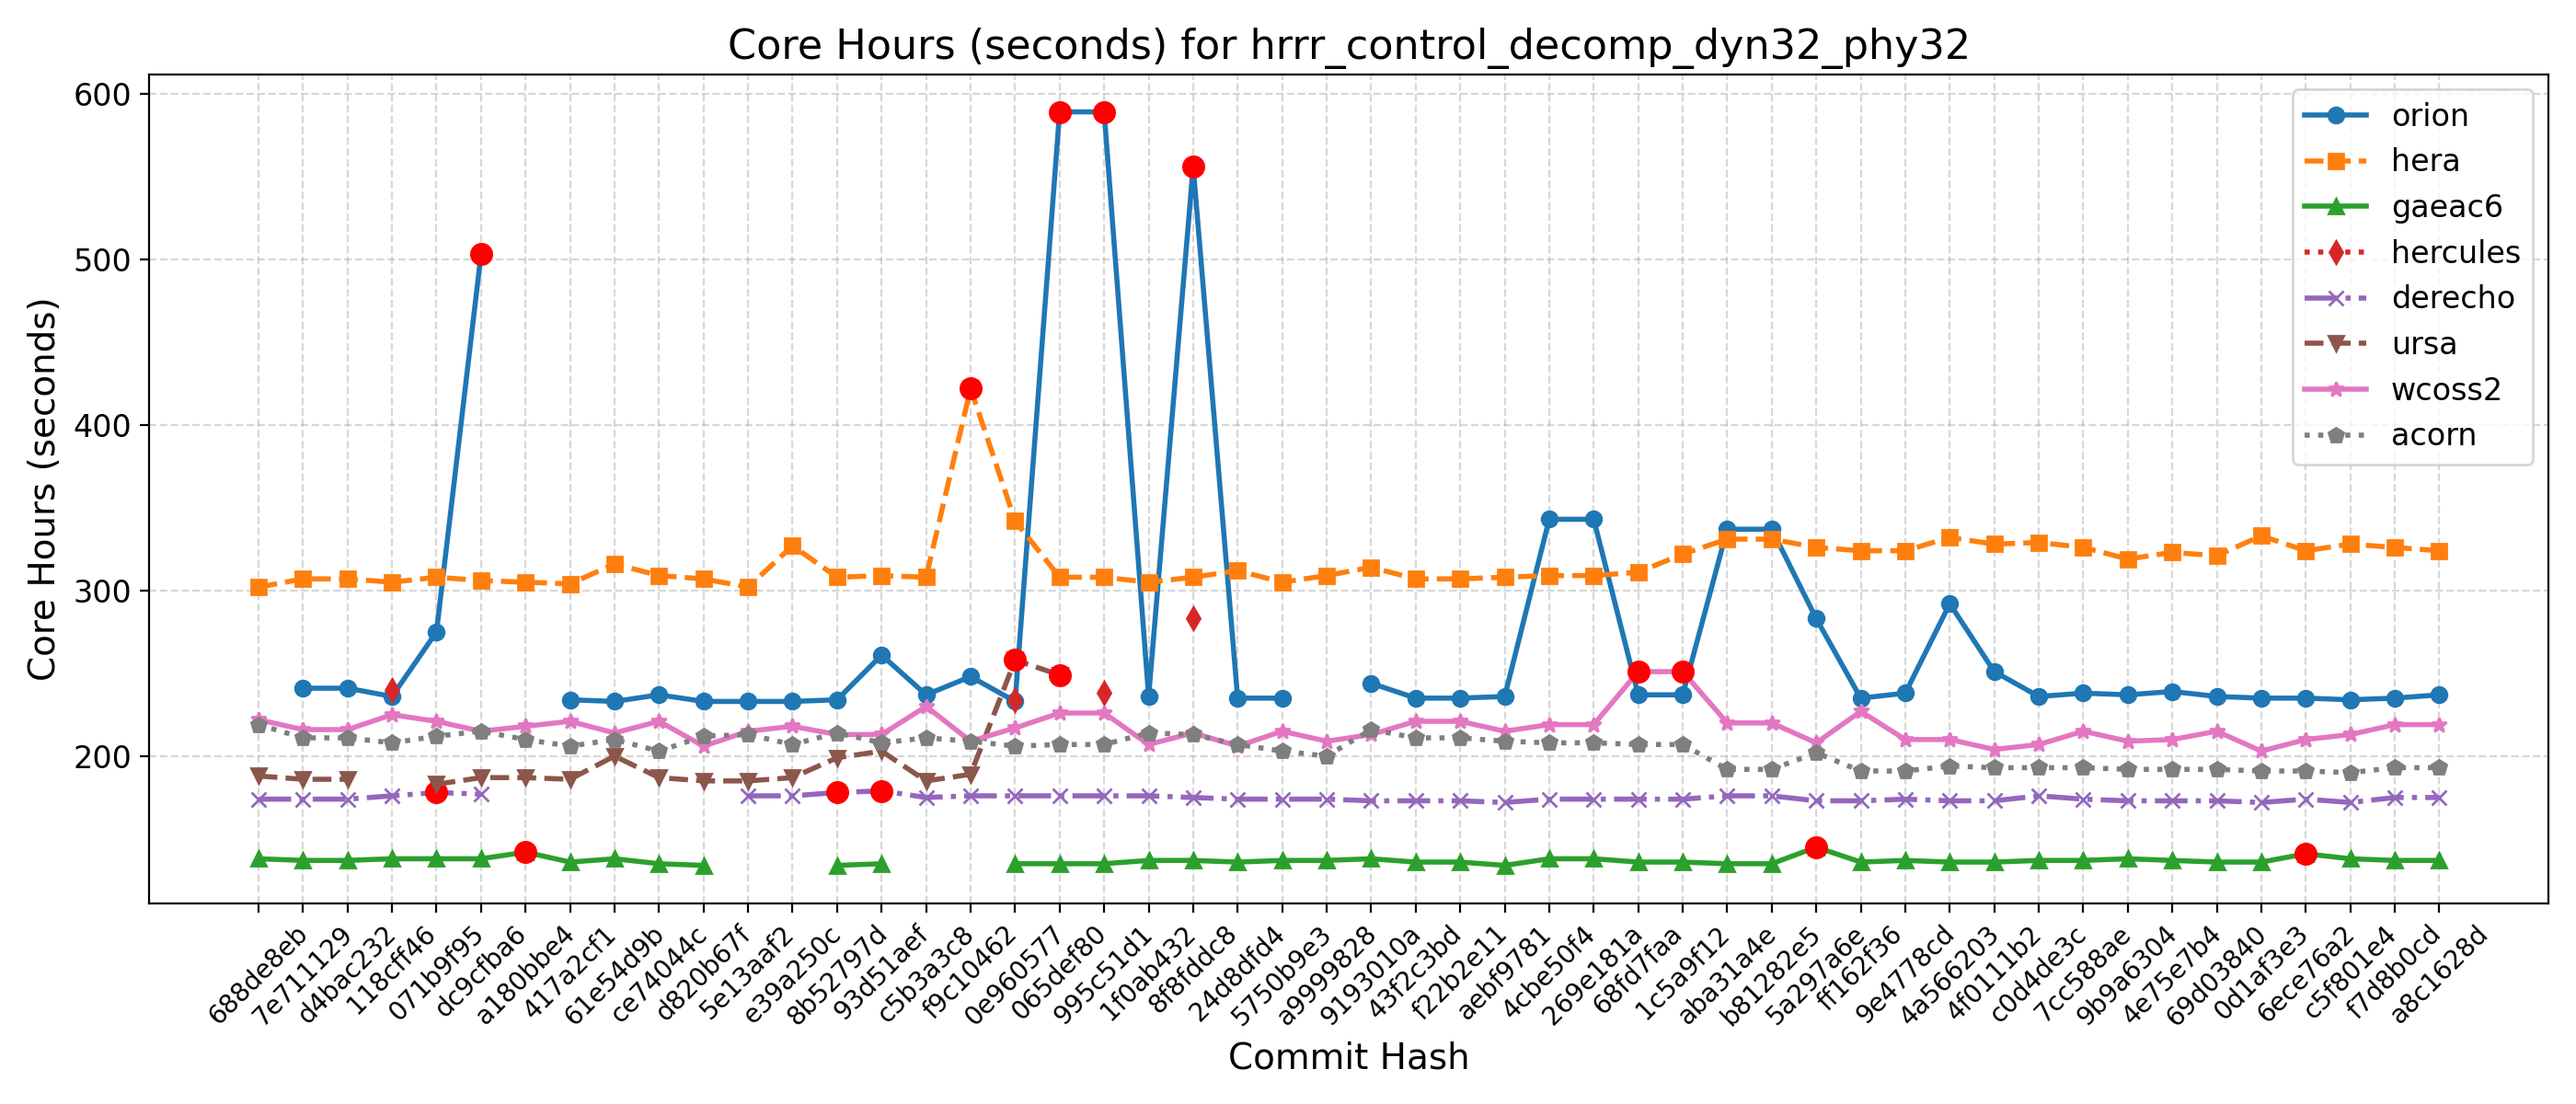 Core Hours (seconds) for hrrr_control_decomp_dyn32_phy32
Core Hours (seconds)
600
500
400
300
200
orion
hera
gaeac6
hercules
derecho
ursa
wcoss2
acorn
688de8eb
7e711129
d4bac232
118cff46
071b9f95
dc9cfba6
a180bbe4
417a2cf1
61e54d9b
ce74044c
d820b67f
5e13aaf2
e39a250c
8b52797d
93d51aef
c5b3a3c8
f9c10462
0e960577
065def80
995c51d1
1f0ab432
8f8fddc8
24d8dfd4
5750b9e3
a9999828
9193010a
43f2c3bd
f22b2e11
aebf9781
4cbe50f4
269e181a
68fd7faa
1c5a9f12
aba31a4e
b81282e5
5a297a6e
ff162f36
9e4778cd
4a566203
4f0111b2
c0d4de3c
7cc588ae
9b9a6304
4e75e7b4
69d03840
0d1af3e3
6ece76a2
c5f801e4
f7d8b0cd
a8c1628d
Commit Hash